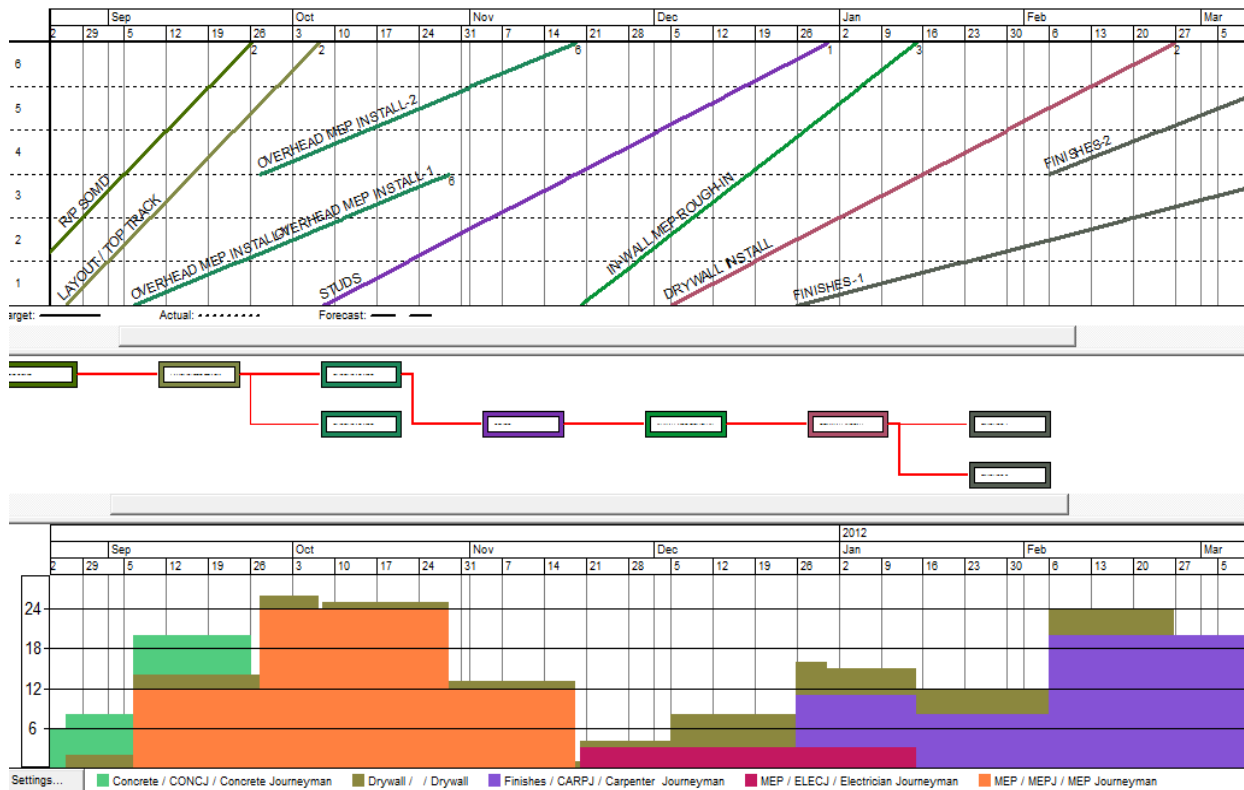 Sep Oct Nov Dec Jan Feb Mar
2 29 5 12 19 26 3 10 17 24 31 7 14 21 28 5 12 19 26 2 9 16 23 30 6 13 20 27 5
2 2 6 1 3 2
6
5
4
3
2
1
R/P SOMD
LAYOUT / TOP TRACK
OVERHEAD MEP INSTALL-2
OVERHEAD MEP INSTALL-1
OVERHEAD MEP INSTALL-1
6
STUDS
IN-WALL MEP ROUGH-IN
DRYWALL INSTALL
FINISHES-1
FINISHES-2
arget: Actual: Forecast:
2012
Sep Oct Nov Dec Jan Feb Mar
2 29 5 12 19 26 3 10 17 24 31 7 14 21 28 5 12 19 26 2 9 16 23 30 6 13 20 27 5
24
18
12
6
Settings... Concrete / CONCJ / Concrete Journeyman Drywall / / Drywall Finishes / CARPJ / Carpenter Journeyman MEP / ELECJ / Electrician Journeyman MEP / MEPJ / MEP Journeyman